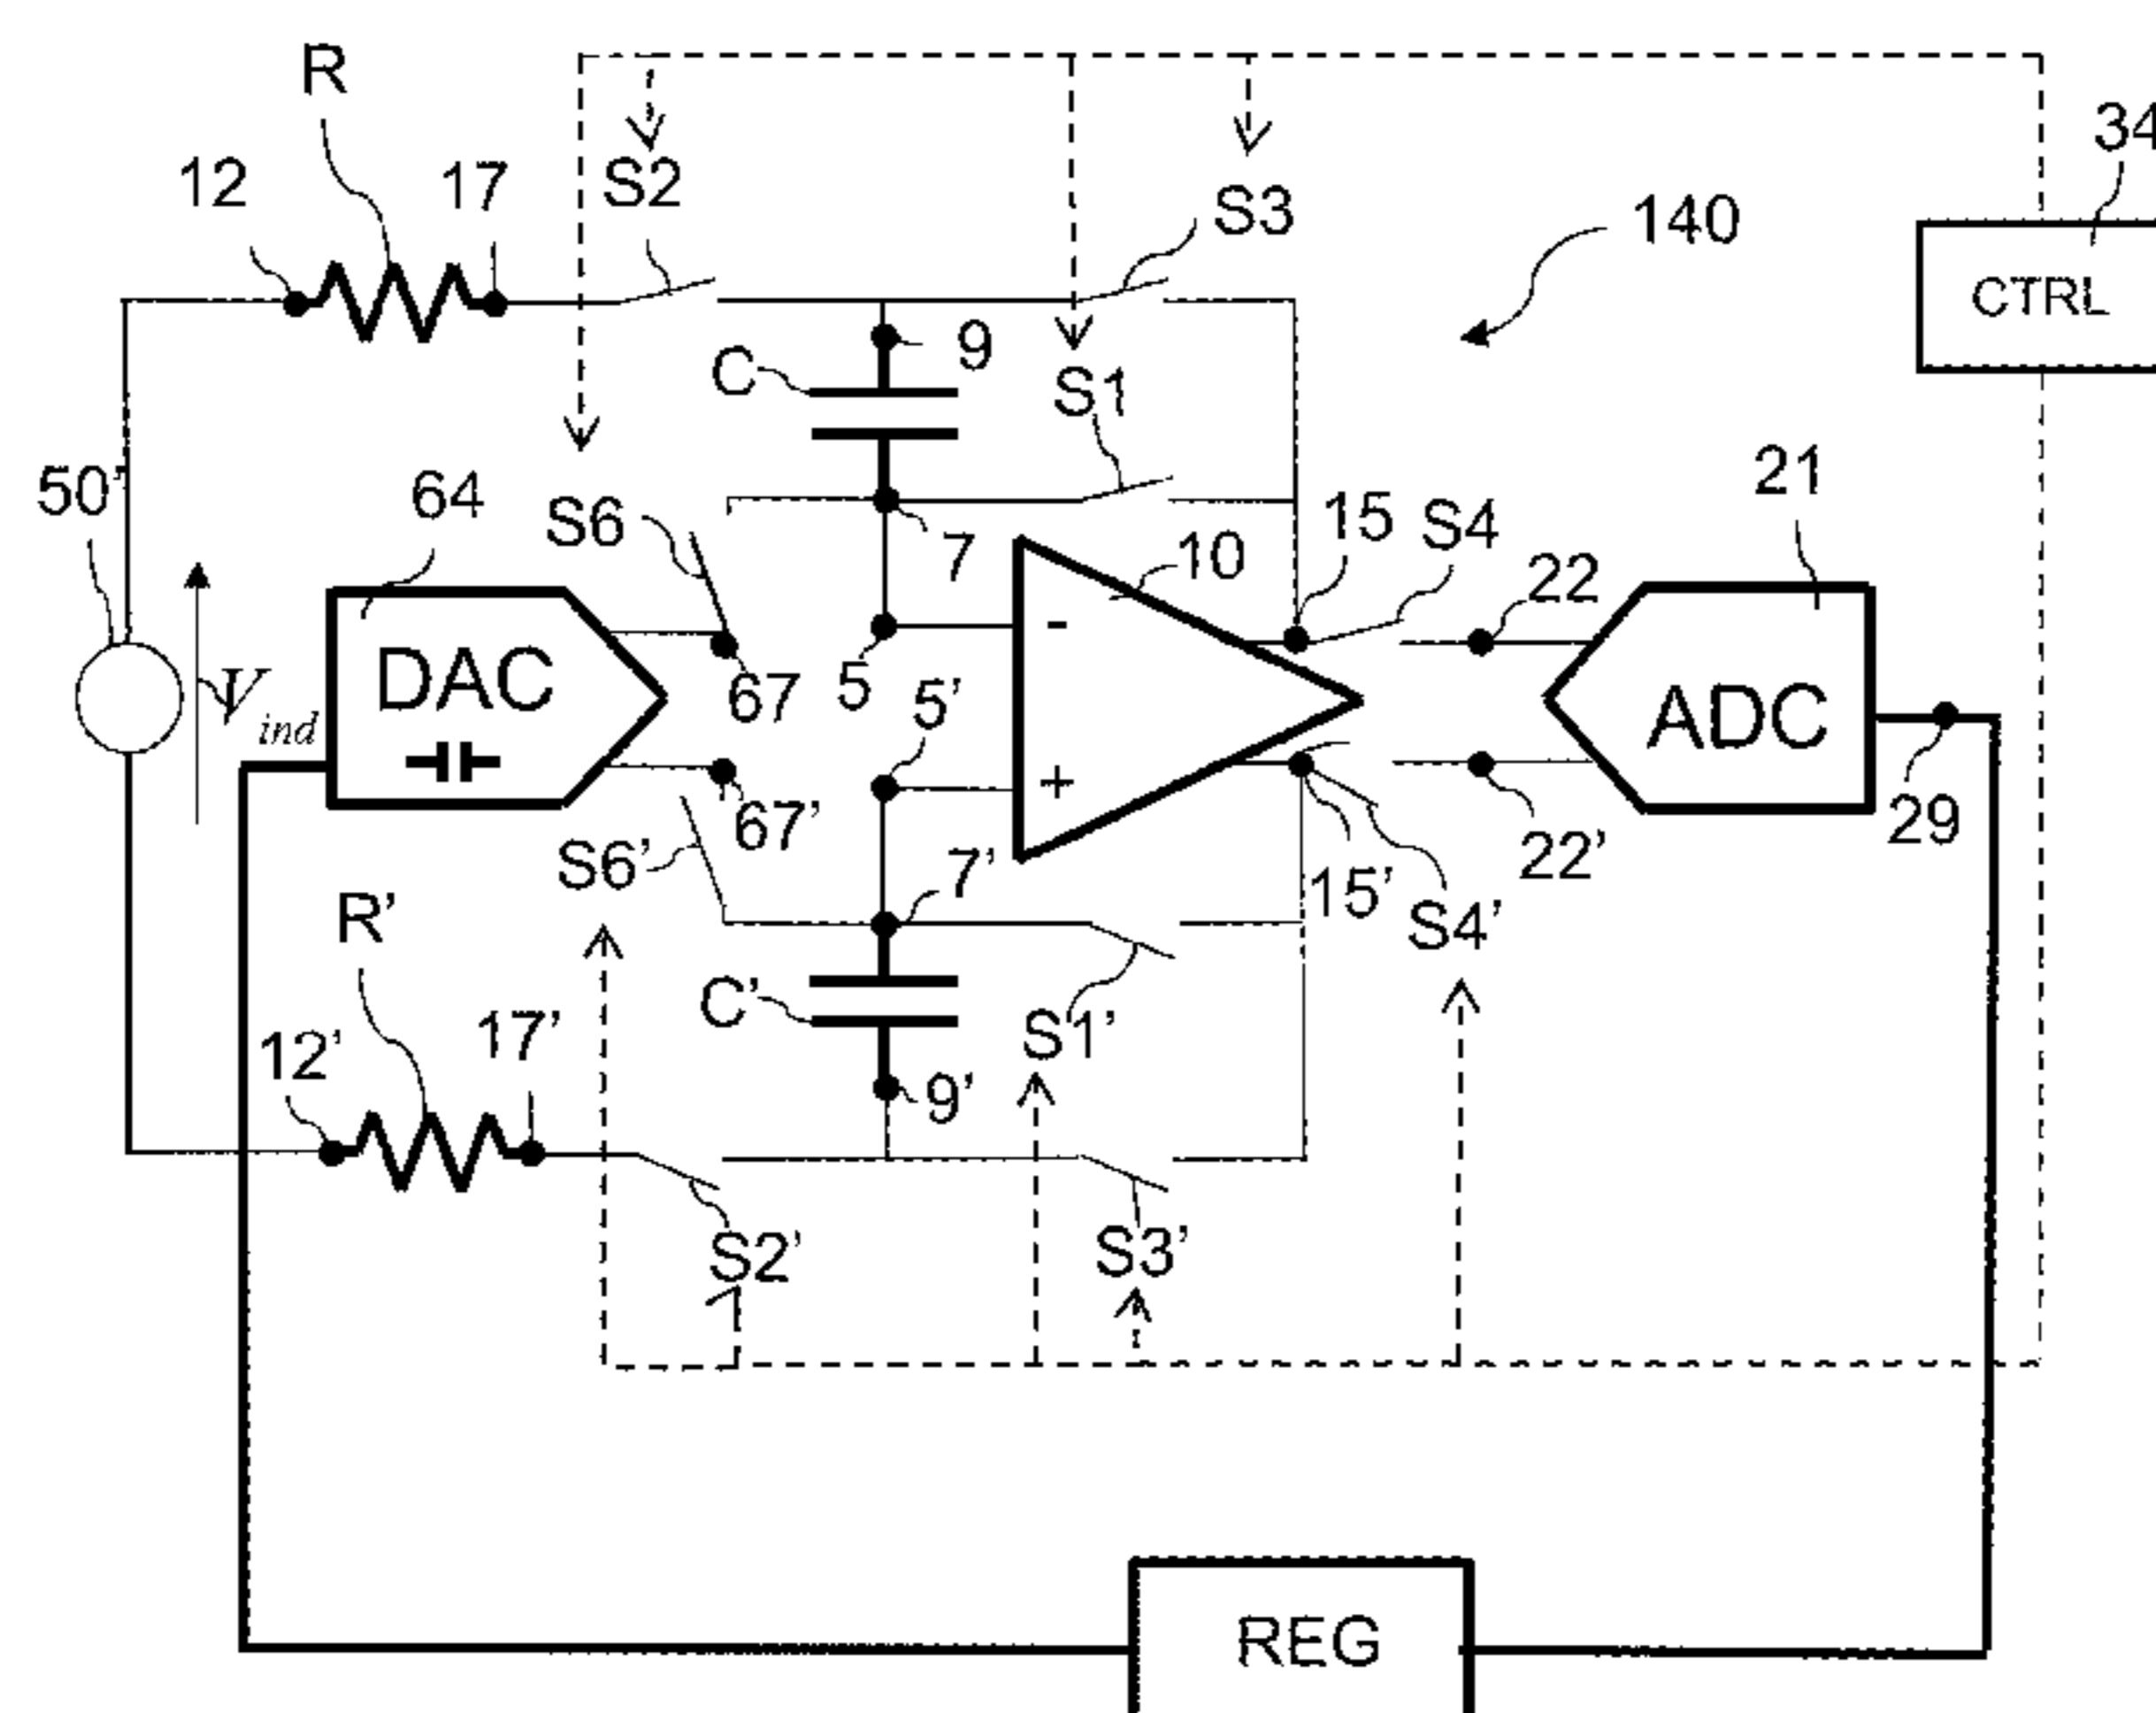 R
34
12
17
S2
S3
140
CTRL
9
C
S1
50'
64
S6
7
10
15
S4
22
21
DAC
67
5
-
5'
ADC
Vind
+
67'
29
S6'
7'
15'
22'
S4'
R'
C'
S1'
12'
17'
9'
S2'
S3'
REG